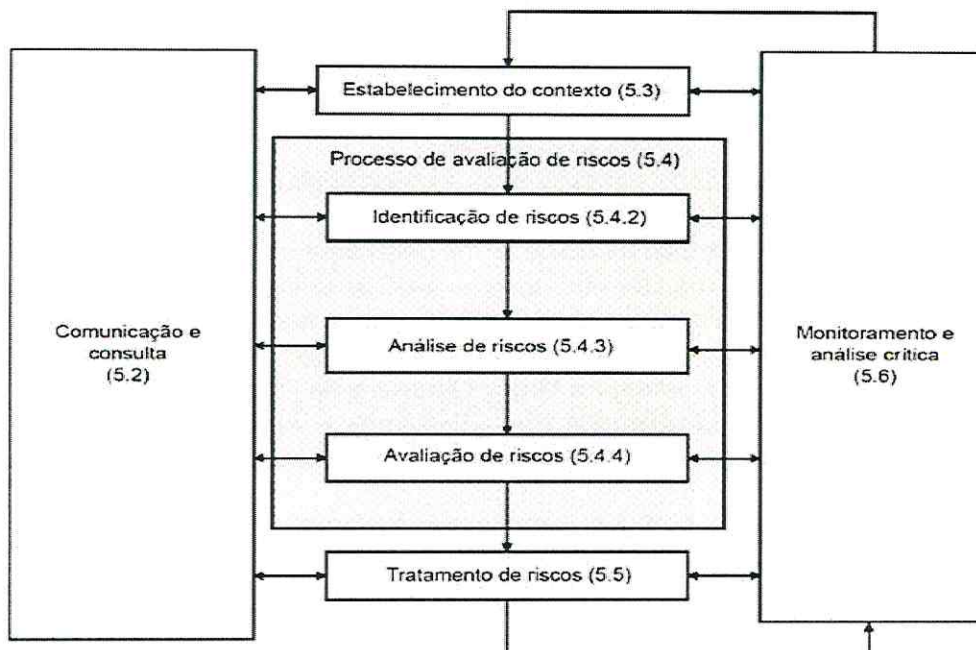 Estabelecimento do contexto (5.3)
Processo de avaliação de riscos (5.4)
Identificação de riscos (5.4.2)
Comunicação e
consulta
(5.2)
Análise de riscos (5.4.3)
Monitoramento e
análise crítica
(5.6)
Avaliação de riscos (5.4.4)
Tratamento de riscos (5.5)